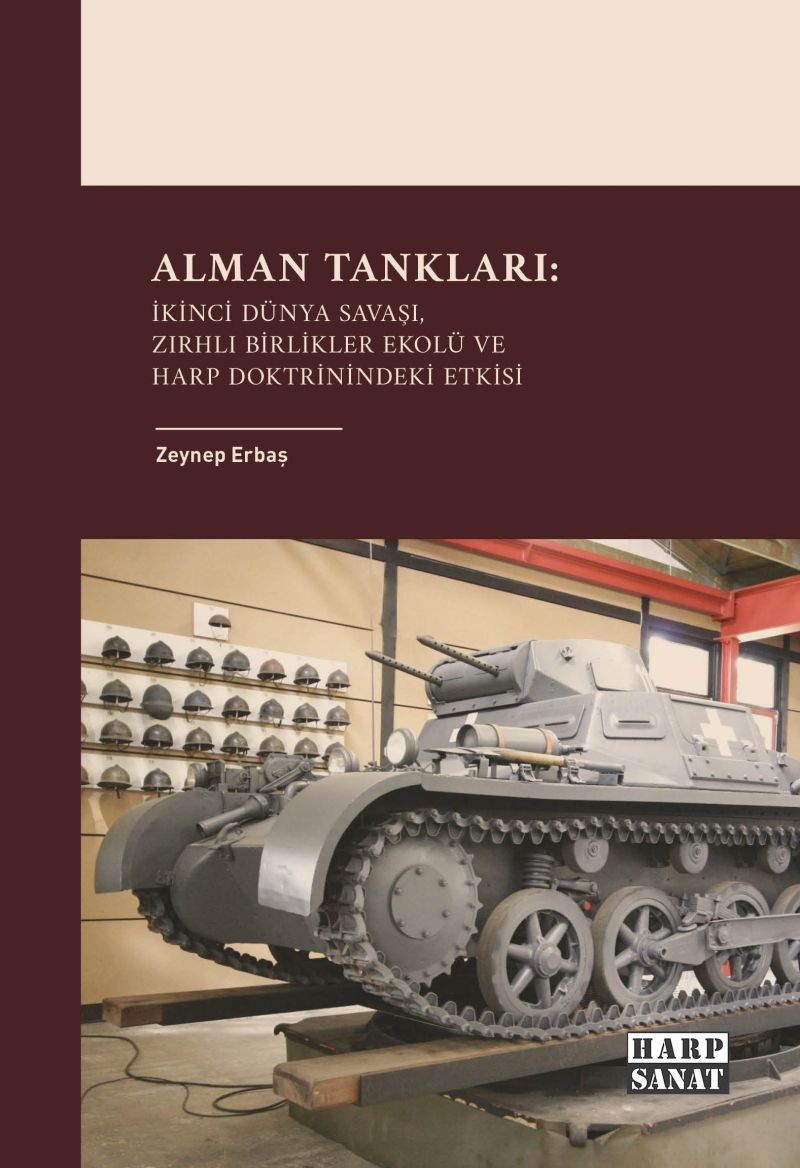 ALMAN TANKLARI:
İKİNCİ DÜNYA SAVAŞI,
ZIRHLI BİRLİKLER EKOLÜ VE
HARP DOKTRİNİNDEKİ ETKİSİ
Zeynep Erbaş
HARP
SANAT